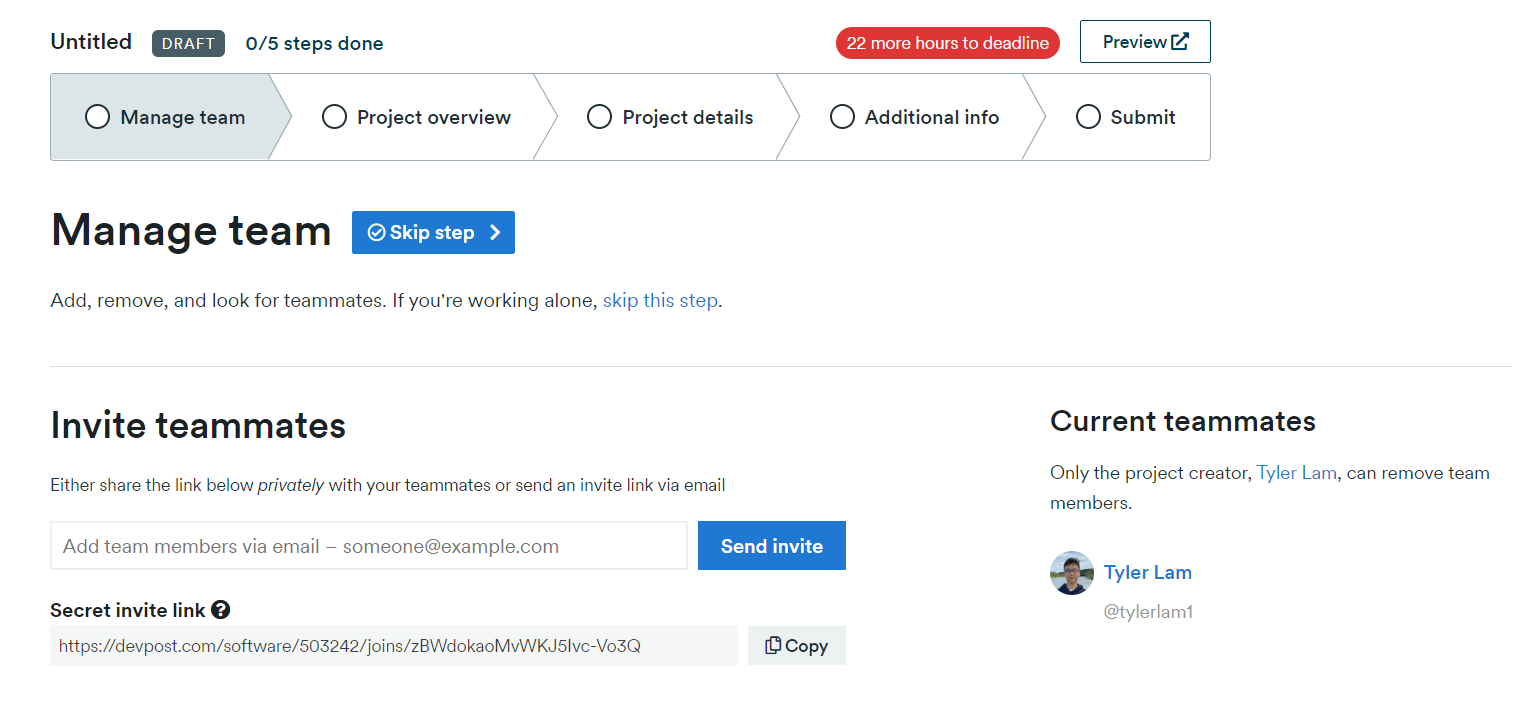 Untitled DRAFT 0/5 steps done 22 more hours to deadline Preview
Manage team Project overview Project details Additional info Submit
Manage team Skip step
Add, remove, and look for teammates. If you're working alone, skip this step.
Invite teammates
Either share the link below privately with your teammates or send an invite link via email
Add team members via email – someone@example.com Send invite
Secret invite link ?
https://devpost.com/software/503242/joins/zBWdokaoMvWKJ5Ivc-Vo3Q Copy
Current teammates
Only the project creator, Tyler Lam, can remove team
members.
Tyler Lam
@tylerlam1